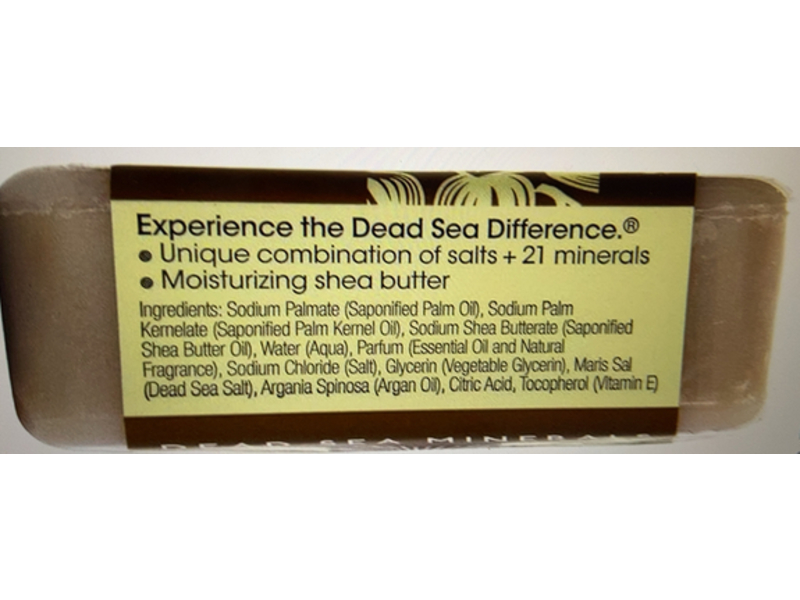 Experience the Dead Sea Difference.®
• Unique combination of salts + 21 minerals
• Moisturizing shea butter
Ingredients: Sodium Palmate (Saponified Palm Oil), Sodium Palm
Kernelate (Saponified Palm Kernel Oil), Sodium Shea Butterate (Saponified
Shea Butter Oil), Water (Aqua), Parfum (Essential Oil and Natural
Fragrance), Sodium Chloride (Salt), Glycerin (Vegetable Glycerin), Maris Sal
(Dead Sea Salt), Argania Spinosa (Argan Oil), Citric Acid, Tocopherol (Vitamin E)
DEAD SEA MINERALS